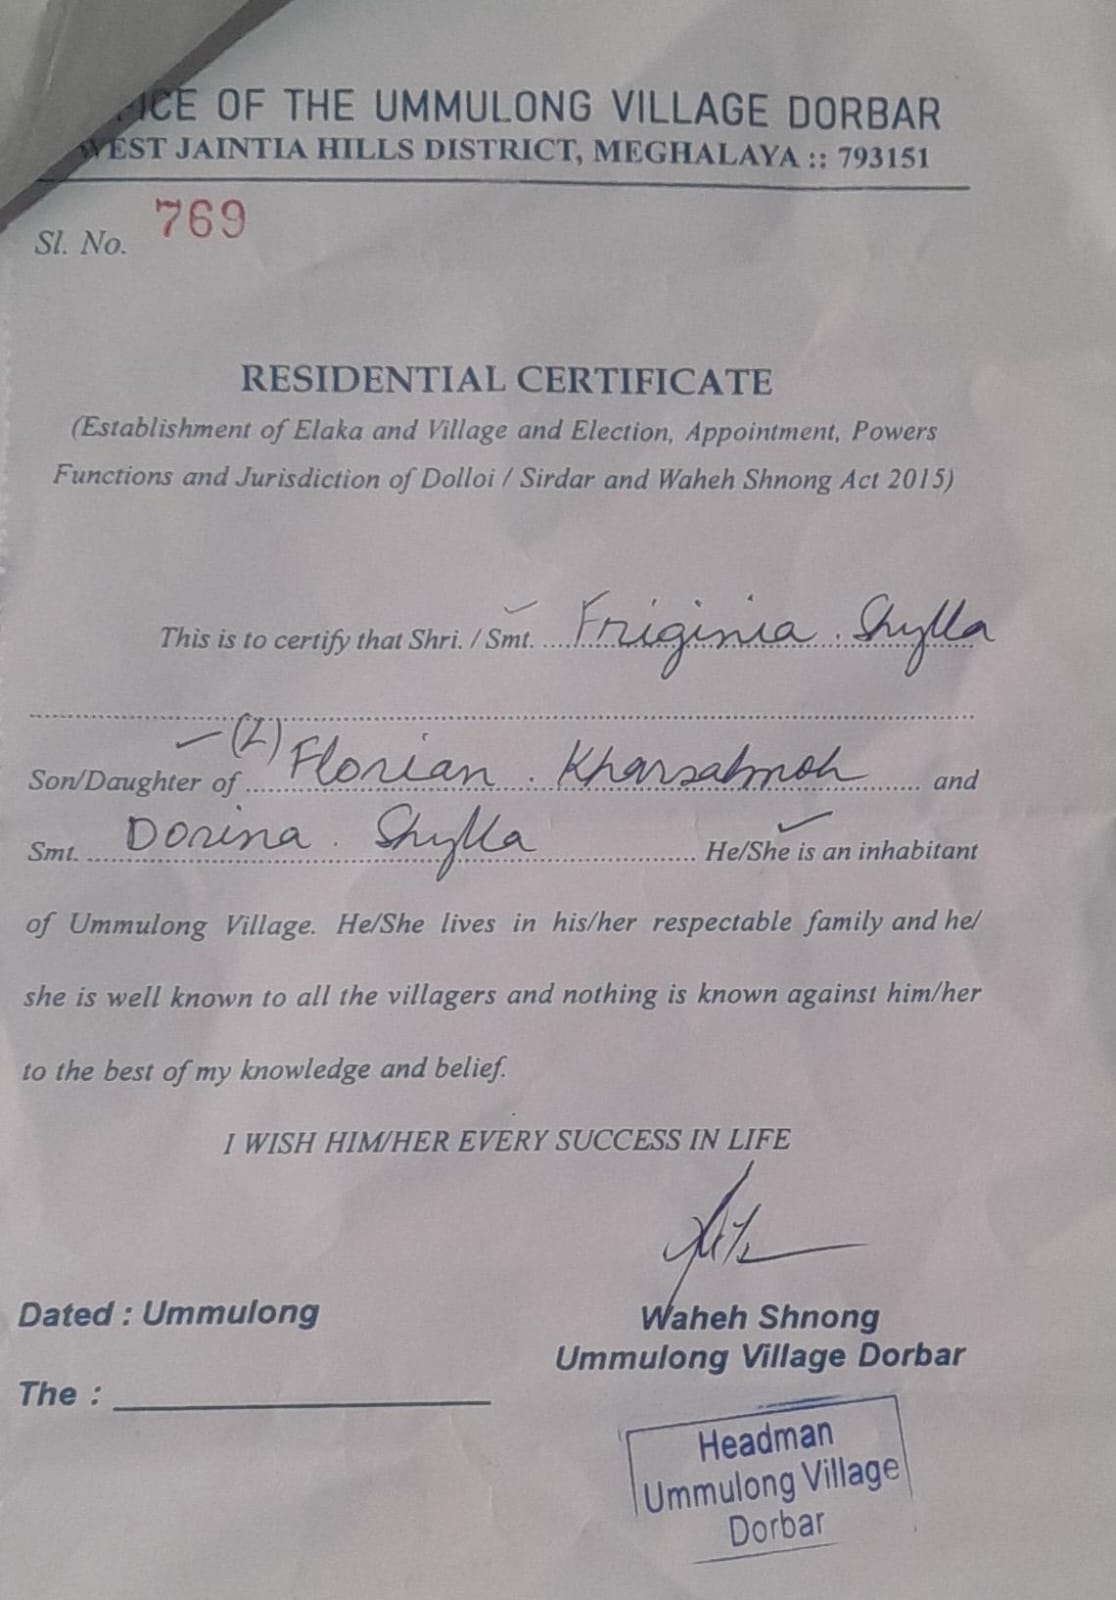 ICE OF THE UMMULONG VILLAGE DORBAR
WEST JAINTIA HILLS DISTRICT, MEGHALAYA :: 793151
Sl. No. 769
RESIDENTIAL CERTIFICATE
(Establishment of Elaka and Village and Election, Appointment, Powers
Functions and Jurisdiction of Dolloi / Sirdar and Waheh Shnong Act 2015)
This is to certify that Shri. / Smt. Friginia . Shylla
Son/Daughter of (L) Florian . Kharsahnoh and
Smt. Dorina . Shylla He/She is an inhabitant
of Ummulong Village. He/She lives in his/her respectable family and he/
she is well known to all the villagers and nothing is known against him/her
to the best of my knowledge and belief.
I WISH HIM/HER EVERY SUCCESS IN LIFE
Dated : Ummulong
Waheh Shnong
Ummulong Village Dorbar
The :
Headman
Ummulong Village
Dorbar